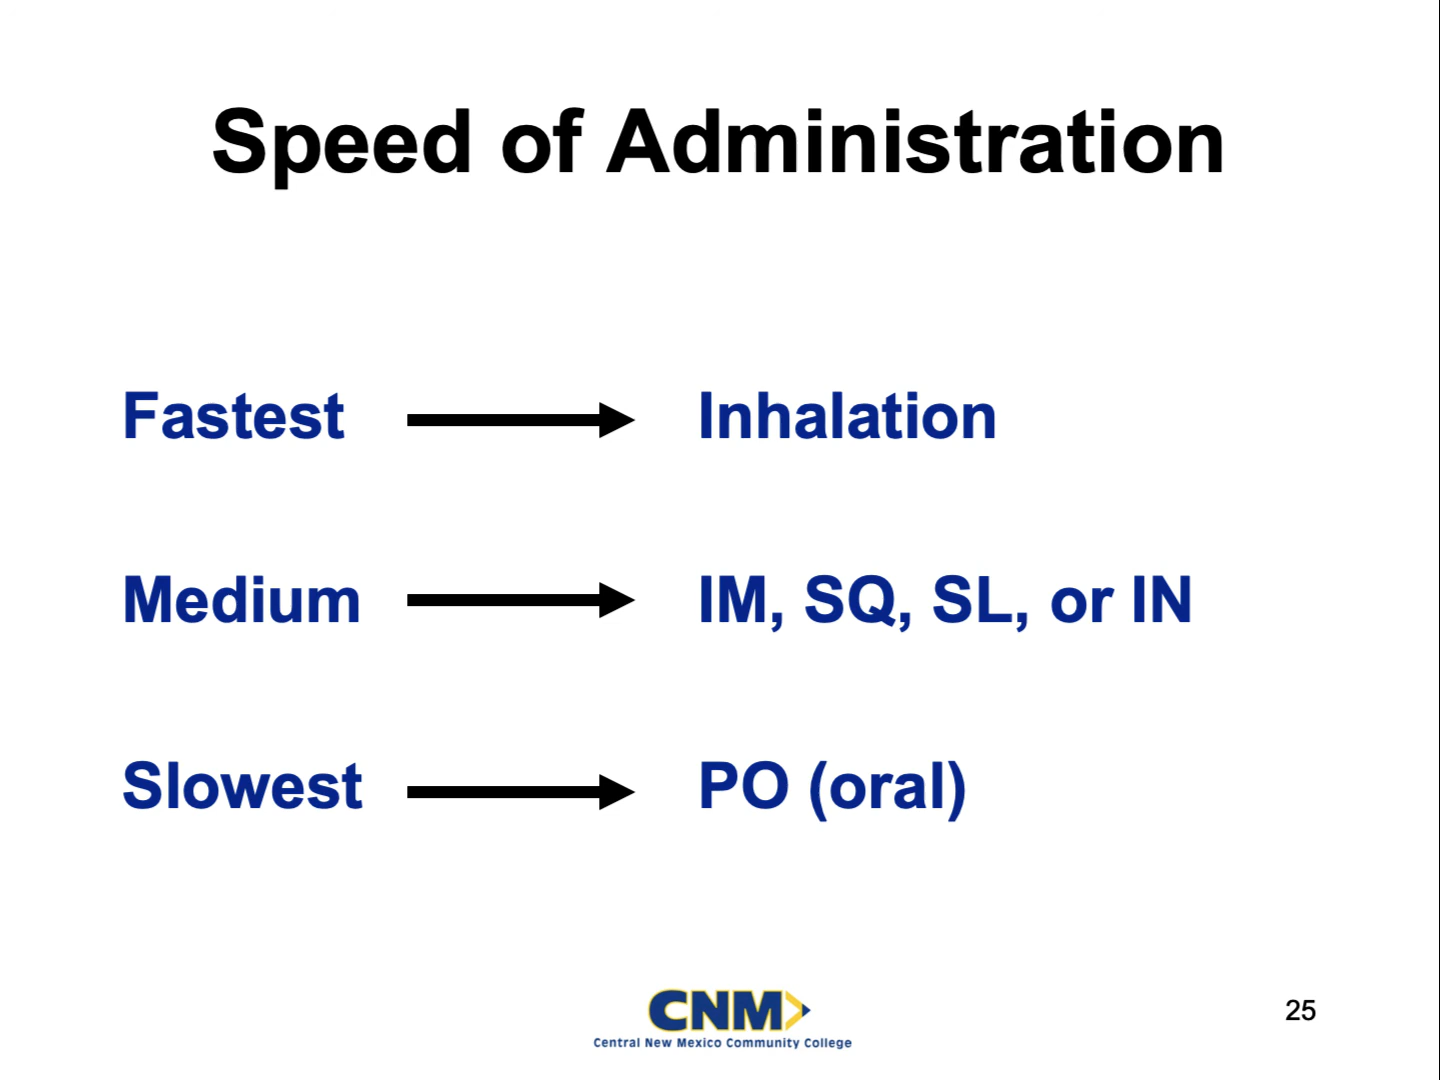 Speed of Administration
Fastest Inhalation
Medium IM, SQ, SL, or IN
Slowest PO (oral)
CNM
Central New Mexico Community College
25